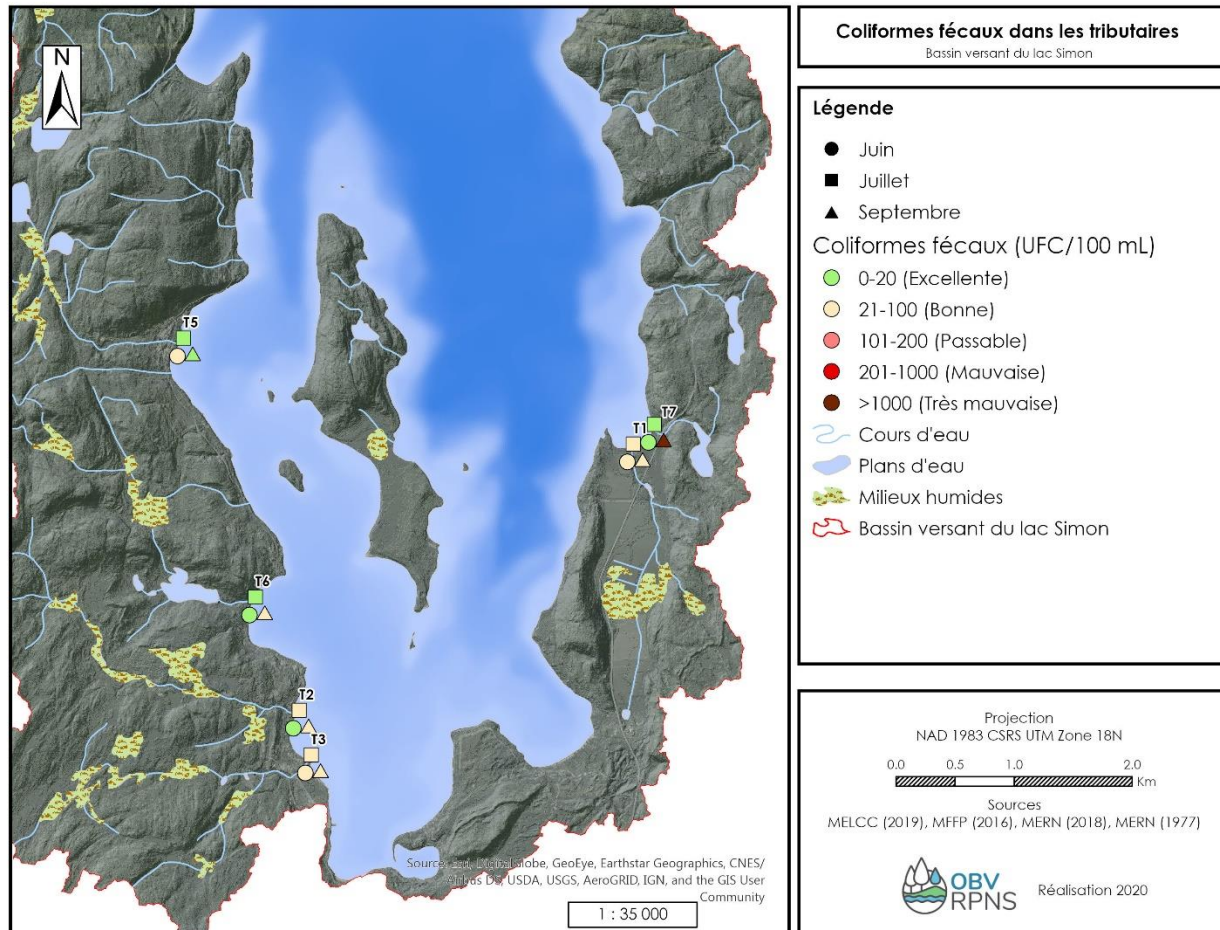 N
T5
T7
T1
T6
T2
T3
Community
1 : 35 000
Coliformes fécaux dans les tributaires
Bassin versant du lac Simon
Légende
Juin
Juillet
Septembre
Coliformes fécaux (UFC/100 mL)
0-20 (Excellente)
21-100 (Bonne)
101-200 (Passable)
201-1000 (Mauvaise)
>1000 (Très mauvaise)
Cours d'eau
Plans d'eau
Milieux humides
Bassin versant du lac Simon
Source: Esri, DigitalGlobe, GeoEye, Earthstar Geographics, CNES/
Airbus DS, USDA, USGS, AeroGRID, IGN, and the GIS User
Projection
NAD 1983 CSRS UTM Zone 18N
0.0 0.5 1.0 2.0
Km
Sources
MELCC (2019), MFFP (2016), MERN (2018), MERN (1977)
OBV
RPNS
Réalisation 2020